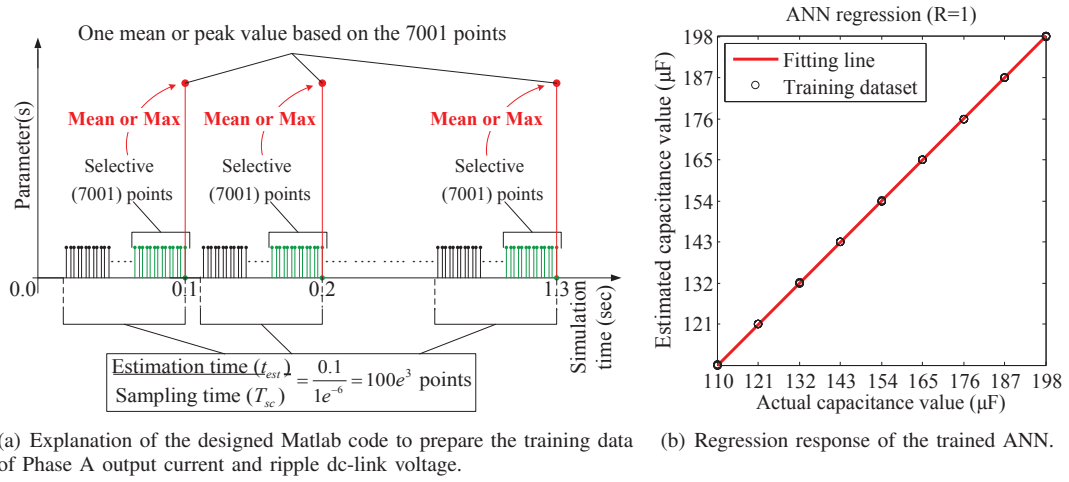 One mean or peak value based on the 7001 points
Parameter(s)
Mean or Max
Mean or Max
Mean or Max
Selective
(7001) points
Selective
(7001) points
Selective
(7001) points
0.0
0.1
0.2
1.3
Simulation
time (sec)
Estimation time (t_est) / Sampling time (T_sc) = 0.1 / 1e^-6 = 100e^3 points
(a) Explanation of the designed Matlab code to prepare the training data
of Phase A output current and ripple dc-link voltage.
ANN regression (R=1)
Fitting line
Training dataset
Estimated capacitance value (µF)
198
187
176
165
154
143
132
121
110 121 132 143 154 165 176 187 198
Actual capacitance value (µF)
(b) Regression response of the trained ANN.